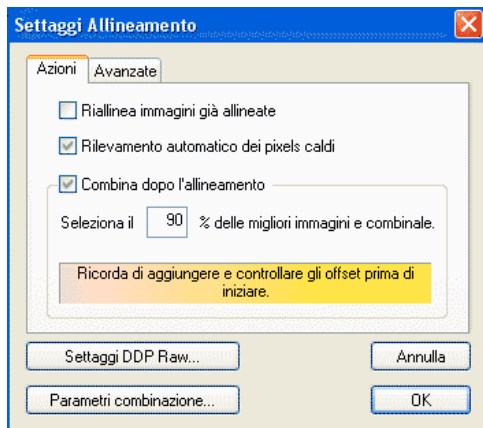 Settaggi Allineamento
Azioni
Avanzate
Riallinea immagini già allineate
Rilevamento automatico dei pixels caldi
Combina dopo l'allineamento
Seleziona il 90 % delle migliori immagini e combinale.
Ricorda di aggiungere e controllare gli offset prima di
iniziare.
Settaggi DDP Raw...
Annulla
Parametri combinazione...
OK